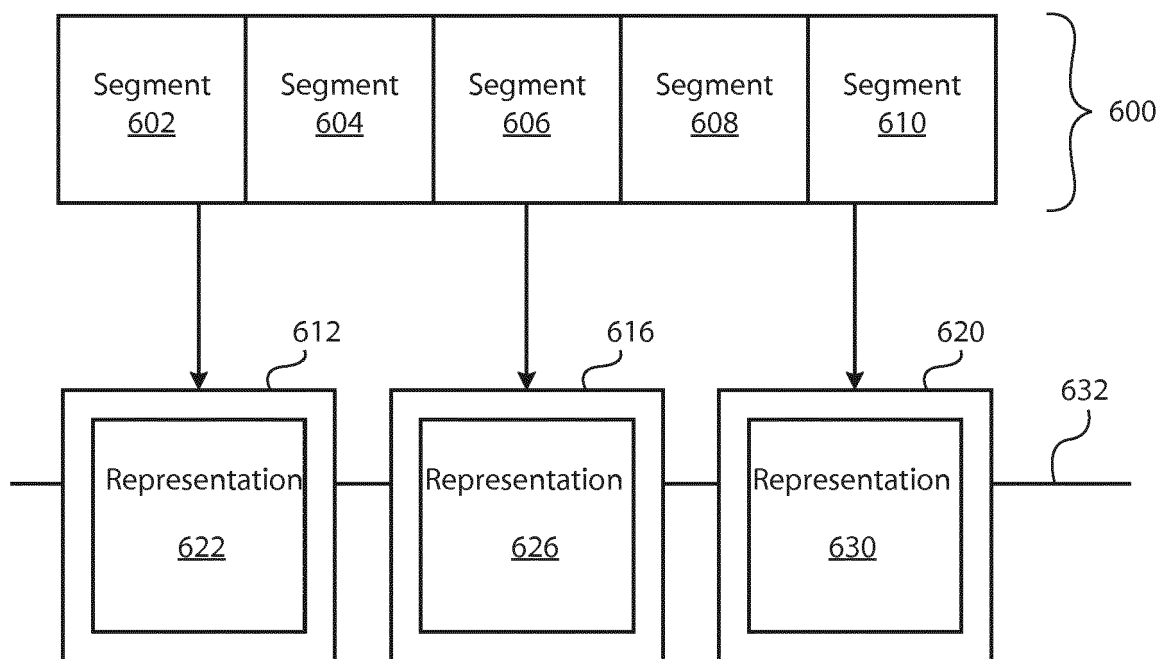 Segment
602
Segment
604
Segment
606
Segment
608
Segment
610
600
612
616
620
632
Representation
622
Representation
626
Representation
630